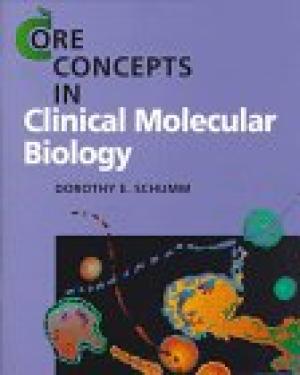 CORE
CONCEPTS
IN
Clinical Molecular
Biology
DOROTHY E. SCHUMM